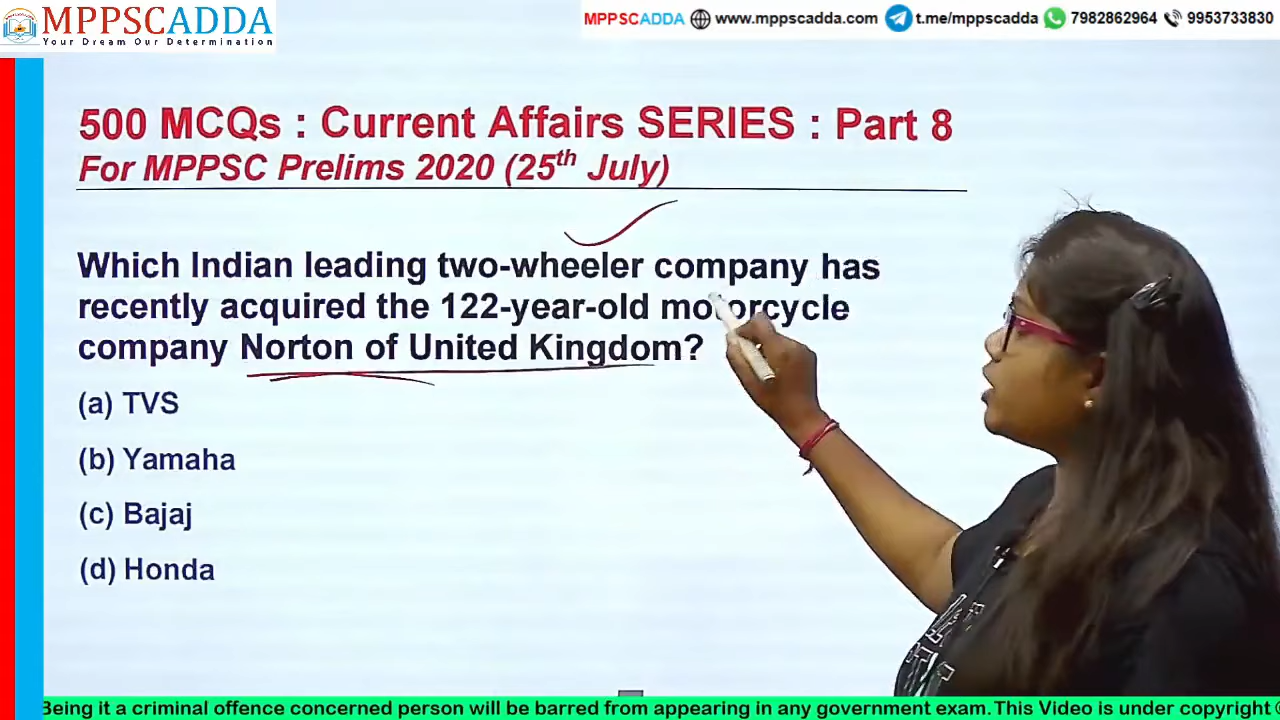 MPPSCADDA
Your Dream Our Determination
MPPSCADDA www.mppscadda.com t.me/mppscadda 7982862964 9953733830
500 MCQs : Current Affairs SERIES : Part 8
For MPPSC Prelims 2020 (25th July)
Which Indian leading two-wheeler company has
recently acquired the 122-year-old motorcycle
company Norton of United Kingdom?
(a) TVS
(b) Yamaha
(c) Bajaj
(d) Honda
Being it a criminal offence concerned person will be barred from appearing in any government exam. This Video is under copyright ©